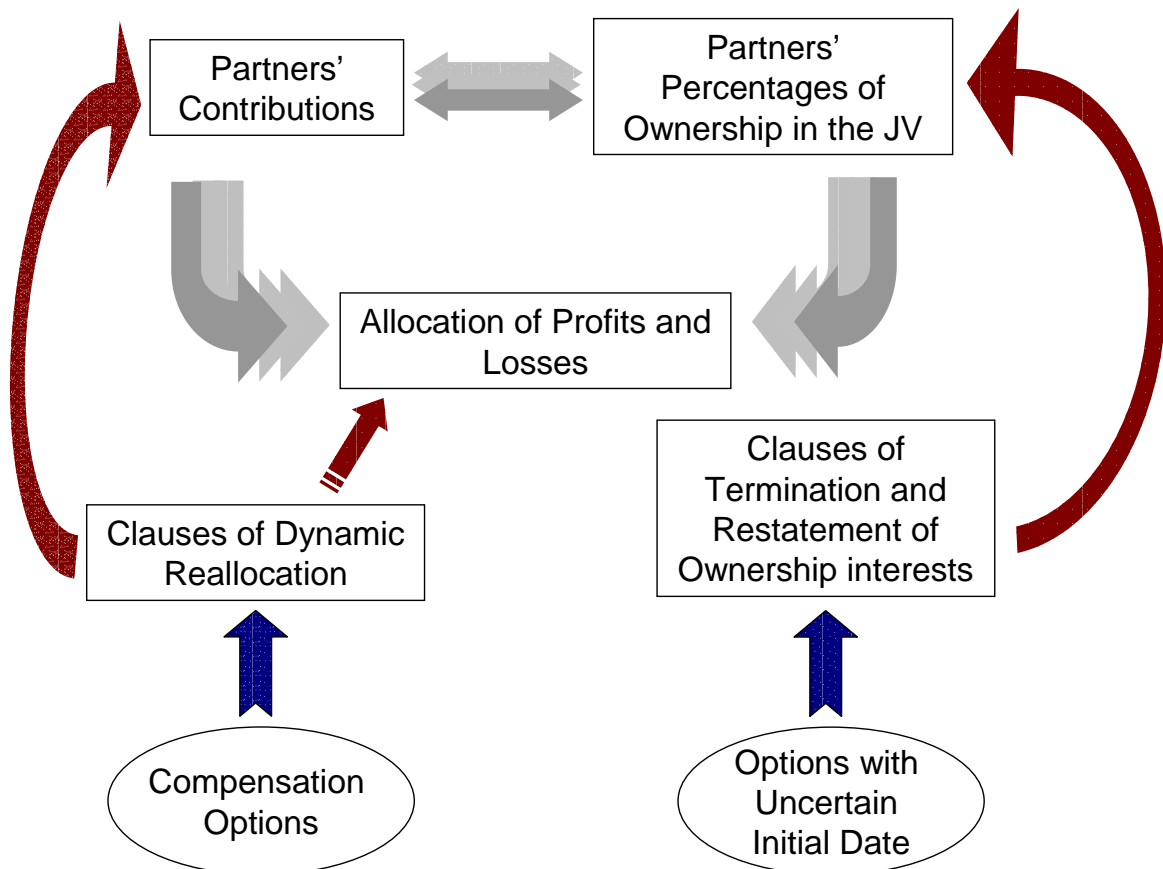 Partners’
Contributions
Partners’
Percentages of
Ownership in the JV
Allocation of Profits and
Losses
Clauses of
Termination and
Restatement of
Ownership interests
Clauses of Dynamic
Reallocation
Compensation
Options
Options with
Uncertain
Initial Date